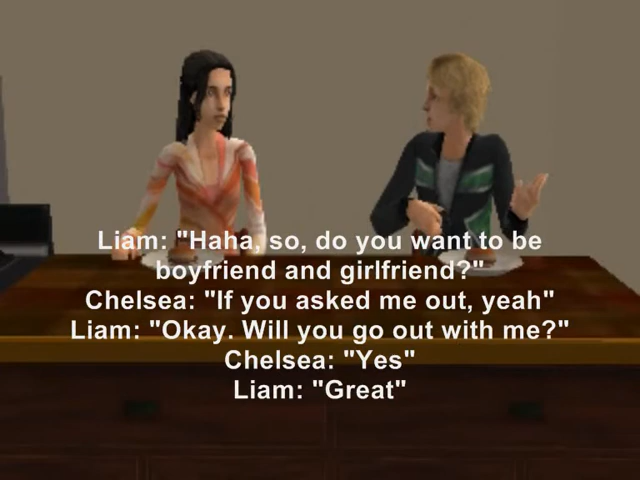 Liam: "Haha, so, do you want to be
boyfriend and girlfriend?"
Chelsea: "If you asked me out, yeah"
Liam: "Okay. Will you go out with me?"
Chelsea: "Yes"
Liam: "Great"